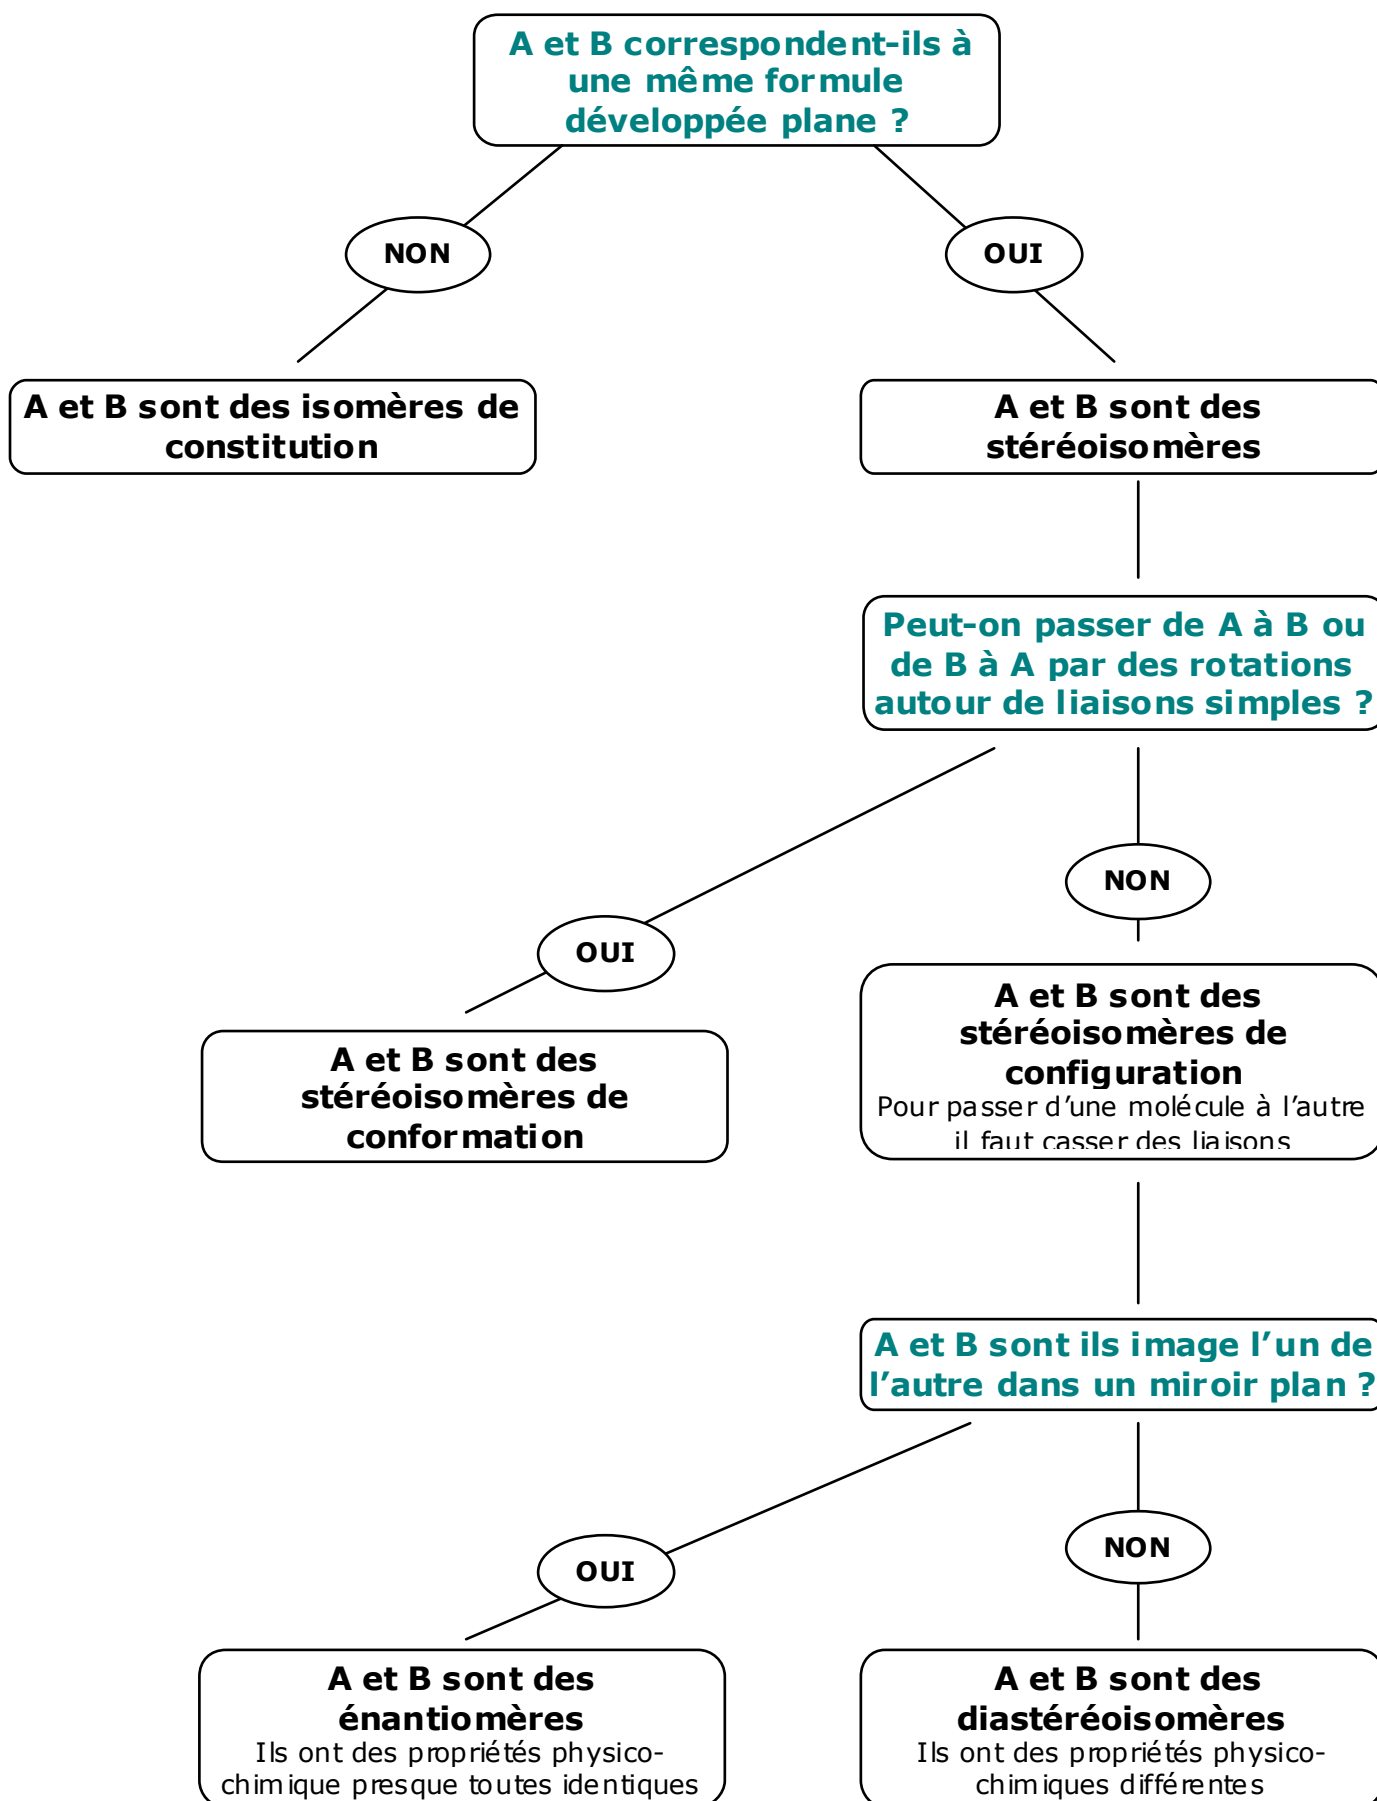 A et B correspondent-ils à
une même formule
développée plane ?
NON
OUI
A et B sont des isomères de
constitution
A et B sont des
stéréoisomères
Peut-on passer de A à B ou
de B à A par des rotations
autour de liaisons simples ?
NON
OUI
A et B sont des
stéréoisomères de
conformation
A et B sont des
stéréoisomères de
configuration
Pour passer d’une molécule à l’autre
il faut casser des liaisons
A et B sont ils image l’un de
l’autre dans un miroir plan ?
OUI
NON
A et B sont des
énantiomères
Ils ont des propriétés physico-
chimique presque toutes identiques
A et B sont des
diastéréoisomères
Ils ont des propriétés physico-
chimiques différentes